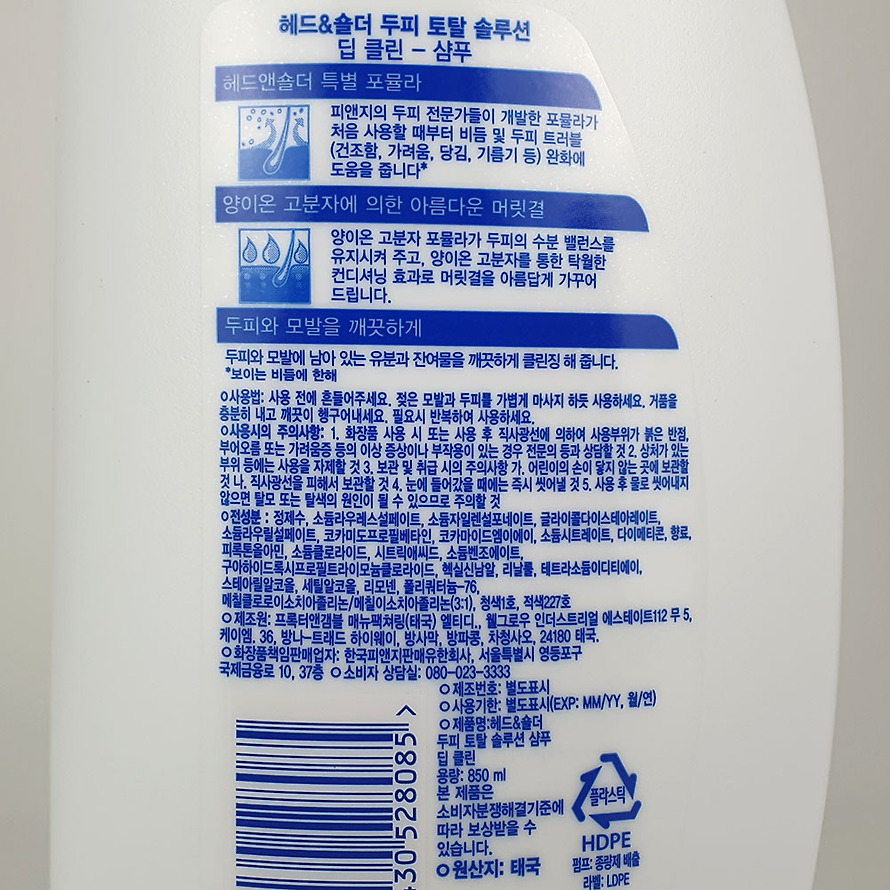 헤드&숄더 두피 토탈 솔루션
딥 클린 – 샴푸
헤드앤숄더 특별 포뮬라
피앤지의 두피 전문가들이 개발한 포뮬라가
처음 사용할 때부터 비듬 및 두피 트러블
(건조함, 가려움, 당김, 기름기 등) 완화에
도움을 줍니다*
양이온 고분자에 의한 아름다운 머릿결
양이온 고분자 포뮬라가 두피의 수분 밸런스를
유지시켜 주고, 양이온 고분자를 통한 탁월한
컨디셔닝 효과로 머릿결을 아름답게 가꾸어
드립니다.
두피와 모발을 깨끗하게
두피와 모발에 남아 있는 유분과 잔여물을 깨끗하게 클린징 해 줍니다.
*보이는 비듬에 한해
○사용법: 사용 전에 흔들어주세요. 젖은 모발과 두피를 가볍게 마사지 하듯 사용하세요. 거품을
충분히 내고 깨끗이 헹구어내세요. 필요시 반복하여 사용하세요.
○사용시의 주의사항: 1. 화장품 사용 시 또는 사용 후 직사광선에 의하여 사용부위가 붉은 반점,
부어오름 또는 가려움증 등의 이상 증상이나 부작용이 있는 경우 전문의 등과 상담할 것 2. 상처가 있는
부위 등에는 사용을 자제할 것 3. 보관 및 취급 시의 주의사항 가. 어린이의 손이 닿지 않는 곳에 보관할
것 나. 직사광선을 피해서 보관할 것 4. 눈에 들어갔을 때에는 즉시 씻어낼 것 5. 사용 후 물로 씻어내지
않으면 탈모 또는 탈색의 원인이 될 수 있으므로 주의할 것
○전성분 : 정제수, 소듐라우레스설페이트, 소듐자일렌설포네이트, 글라이콜다이스테아레이트,
소듐라우릴설페이트, 코카미도프로필베타인, 코카마이드엠이에이, 소듐시트레이트, 다이메티콘, 향료,
피록톤올아민, 소듐클로라이드, 시트릭애씨드, 소듐벤조에이트,
구아하이드록시프로필트라이모늄클로라이드, 헥실신남알, 리날룰, 테트라소듐이디티에이,
스테아릴알코올, 세틸알코올, 리모넨, 폴리쿼터늄-76,
메칠클로로이소치아졸리논/메칠이소치아졸리논(3:1), 청색1호, 적색227호
○제조원: 프록터앤갬블 매뉴팩쳐링(태국) 엘티디,, 웰그로우 인더스트리얼 에스테이트112 무 5,
케이엠. 36, 방나-트래드 하이웨이, 방사막, 방파콩, 차청사오, 24180 태국.
○화장품책임판매업자: 한국피앤지판매유한회사, 서울특별시 영등포구
국제금융로 10, 37층 ○소비자 상담실: 080-023-3333
○제조번호: 별도표시
○사용기한: 별도표시(EXP: MM/YY, 월/연)
○제품명:헤드&숄더
두피 토탈 솔루션 샴푸
딥 클린
용량: 850 ml
본 제품은
소비자분쟁해결기준에
따라 보상받을 수
있습니다.
○원산지: 태국
430528085 >
플라스틱
HDPE
펌프: 종량제 배출
라벨: LDPE